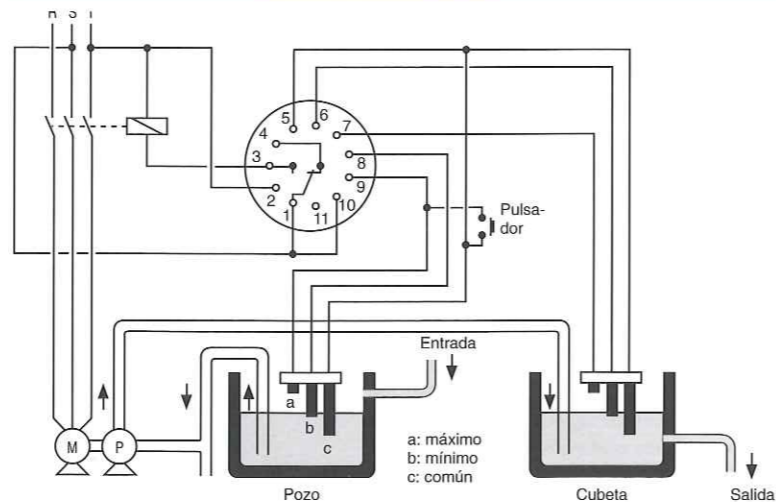 R S T
5
6
4
7
3
8
9
2
1
11
10
Pulsa-
dor
Entrada
a
b
c
a: máximo
b: mínimo
c: común
M
P
Pozo
Cubeta
Salida